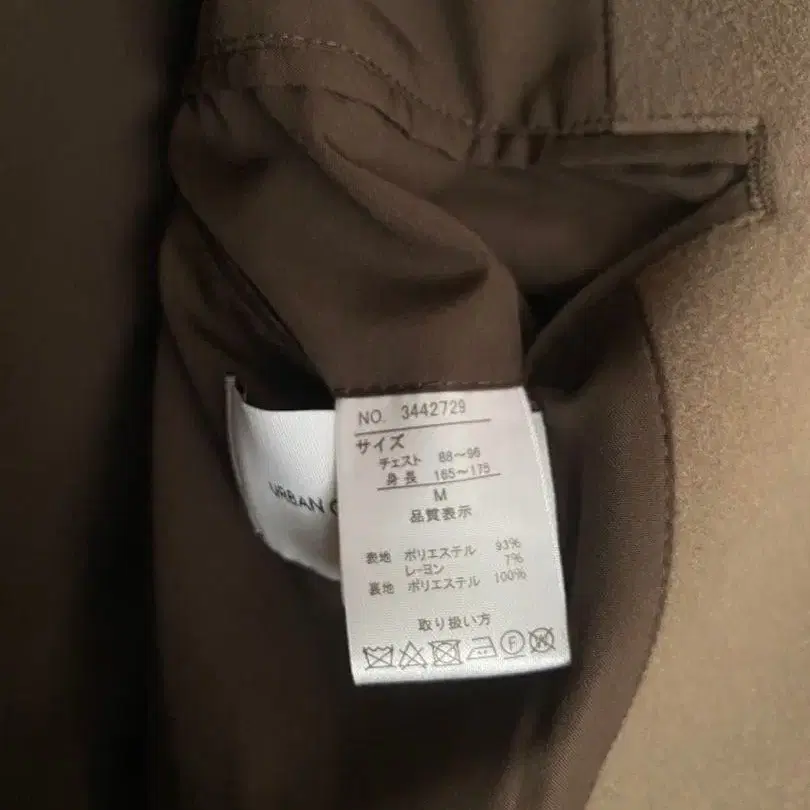 NO. 3442729
サイズ
チェスト 88～96
身長 165～175
M
品質表示
表地 ポリエステル 93%
レーヨン 7%
裏地 ポリエステル 100%
取り扱い方
URBAN